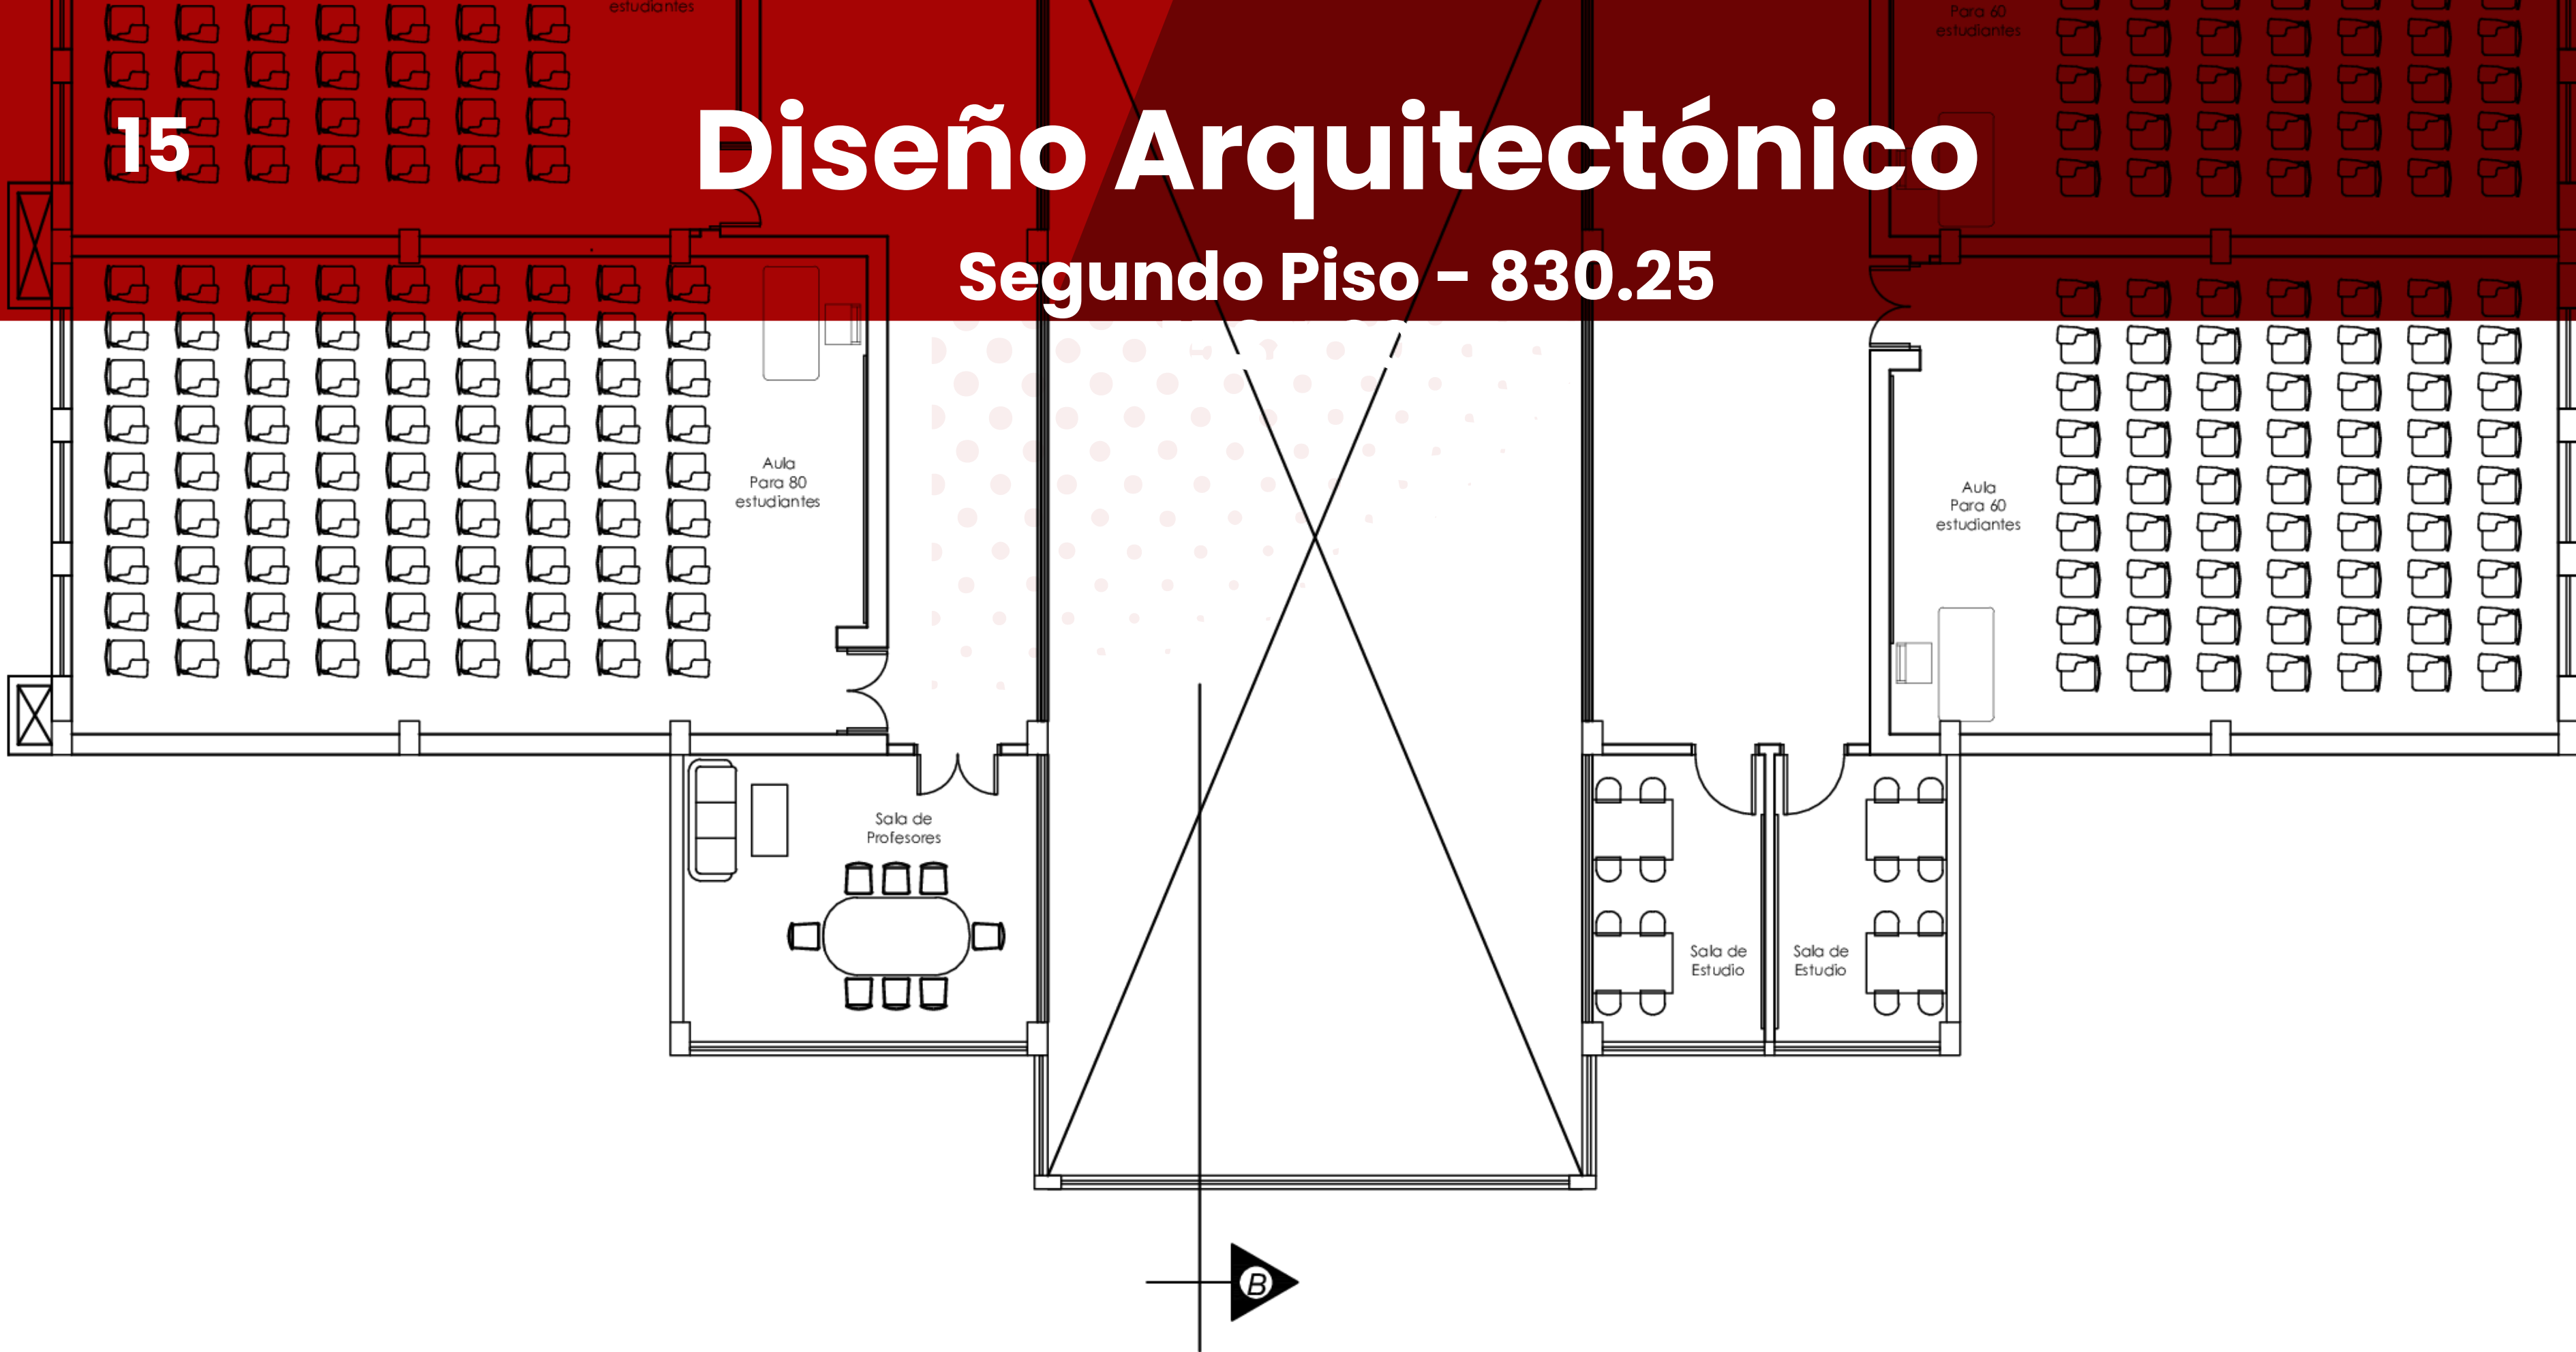 estudiantes
Para 60
estudiantes
15
Diseño Arquitectónico
Segundo Piso - 830.25
Aula
Para 80
estudiantes
Aula
Para 60
estudiantes
Sala de
Profesores
Sala de
Estudio
Sala de
Estudio
B